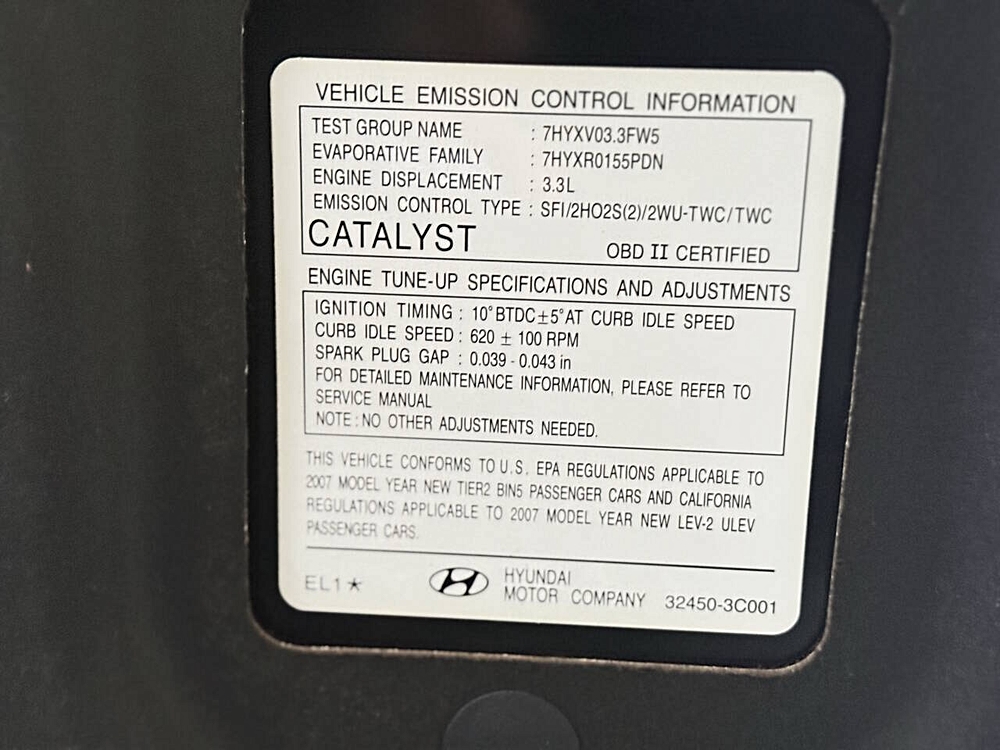 VEHICLE EMISSION CONTROL INFORMATION
TEST GROUP NAME : 7HYXV03.3FW5
EVAPORATIVE FAMILY : 7HYXR0155PDN
ENGINE DISPLACEMENT : 3.3L
EMISSION CONTROL TYPE : SFI/2HO2S(2)/2WU-TWC/TWC
CATALYST OBD II CERTIFIED
ENGINE TUNE-UP SPECIFICATIONS AND ADJUSTMENTS
IGNITION TIMING : 10° BTDC±5° AT CURB IDLE SPEED
CURB IDLE SPEED : 620 ± 100 RPM
SPARK PLUG GAP : 0.039 - 0.043 in
FOR DETAILED MAINTENANCE INFORMATION, PLEASE REFER TO
SERVICE MANUAL
NOTE : NO OTHER ADJUSTMENTS NEEDED.
THIS VEHICLE CONFORMS TO U.S. EPA REGULATIONS APPLICABLE TO
2007 MODEL YEAR NEW TIER2 BIN5 PASSENGER CARS AND CALIFORNIA
REGULATIONS APPLICABLE TO 2007 MODEL YEAR NEW LEV-2 ULEV
PASSENGER CARS.
EL1★ HYUNDAI
MOTOR COMPANY 32450-3C001